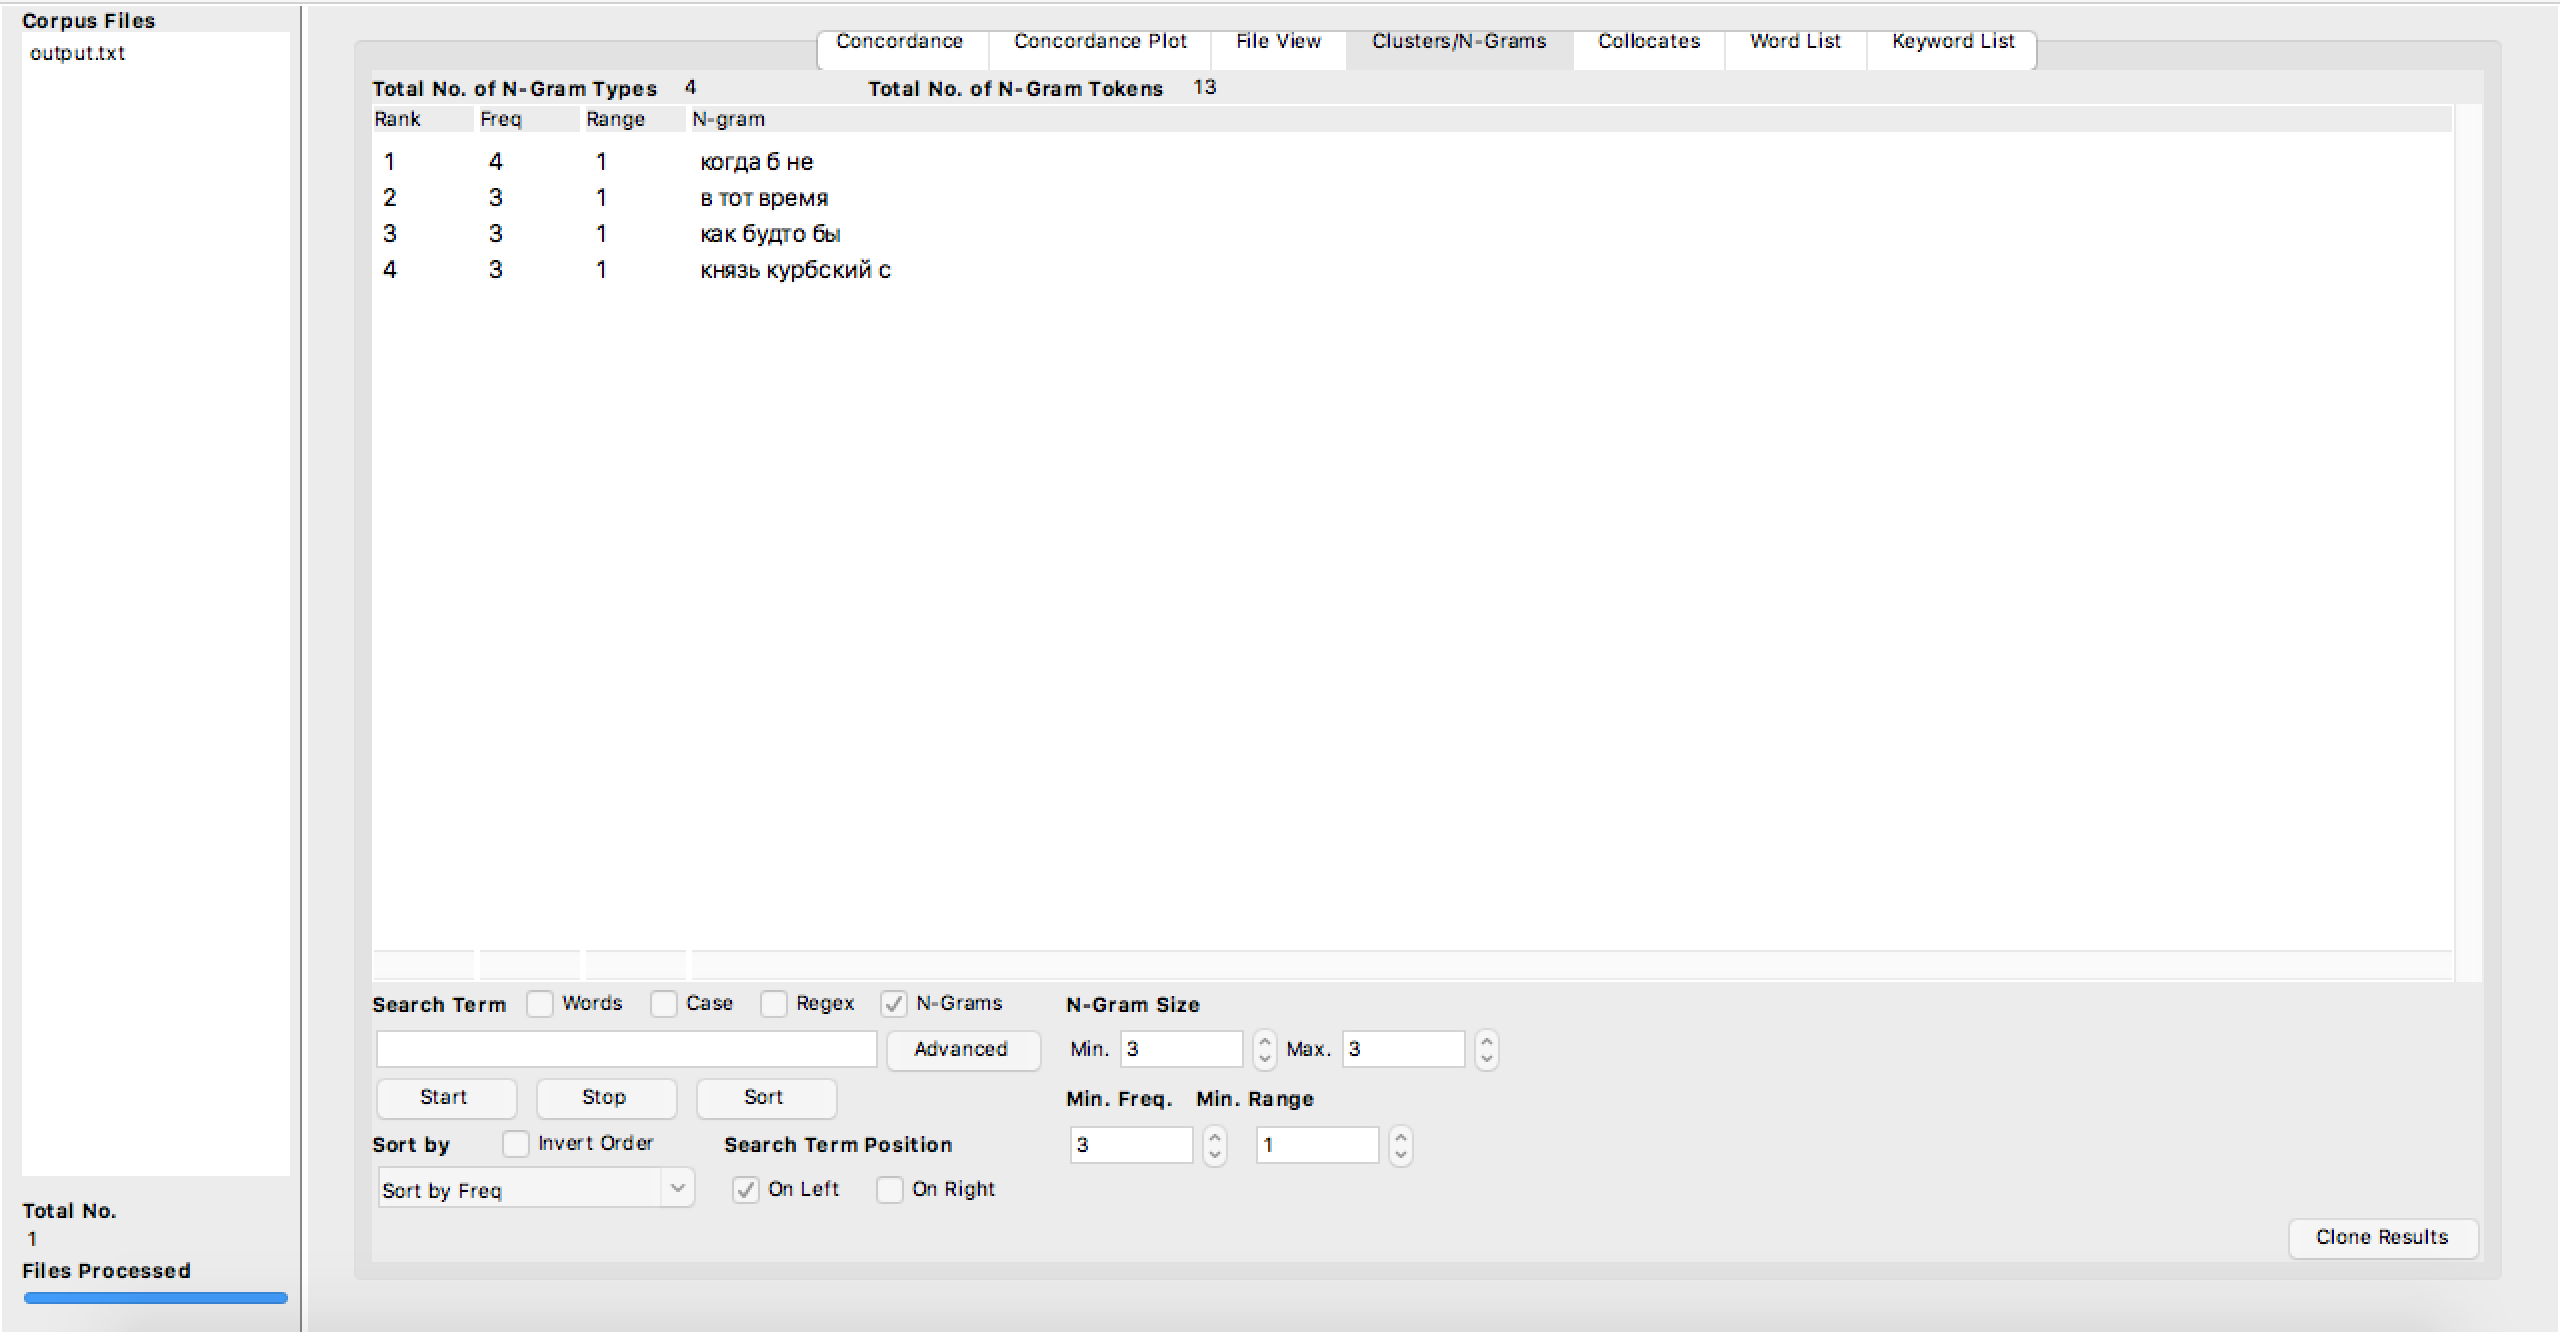 Corpus Files
output.txt
Concordance Concordance Plot File View Clusters/N-Grams Collocates Word List Keyword List
Total No. of N-Gram Types 4 Total No. of N-Gram Tokens 13
Rank Freq Range N-gram
1 4 1 когда б не
2 3 1 в тот время
3 3 1 как будто бы
4 3 1 князь курбский с
Search Term Words Case Regex N-Grams N-Gram Size
Advanced Min. 3 Max. 3
Start Stop Sort Min. Freq. Min. Range
Sort by Invert Order Search Term Position 3 1
Sort by Freq On Left On Right
Total No.
1
Files Processed
Clone Results